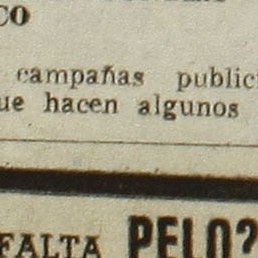 CO
campañas public
ue hacen algunos
FALTA PELO?